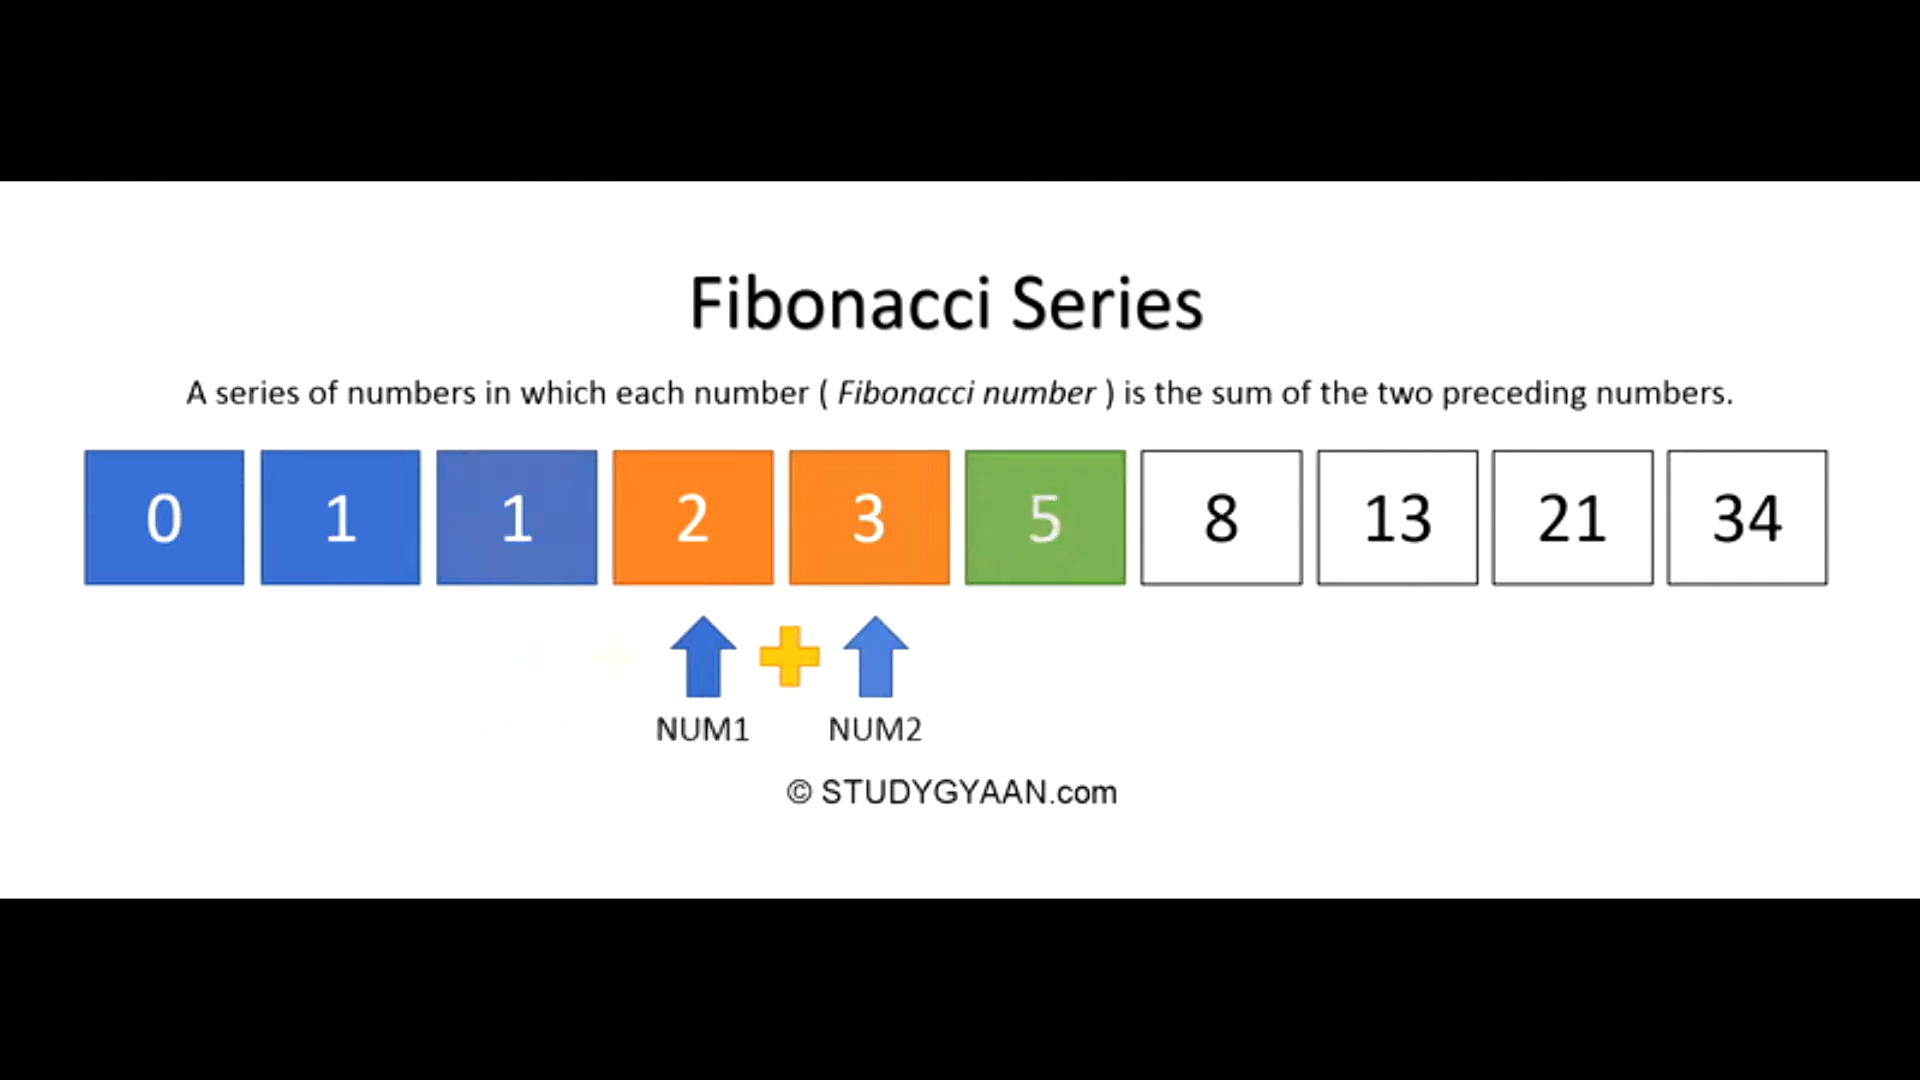 Fibonacci Series
A series of numbers in which each number ( Fibonacci number ) is the sum of the two preceding numbers.
0 1 1 2 3 5 8 13 21 34
NUM1 NUM2
© STUDYGYAAN.com